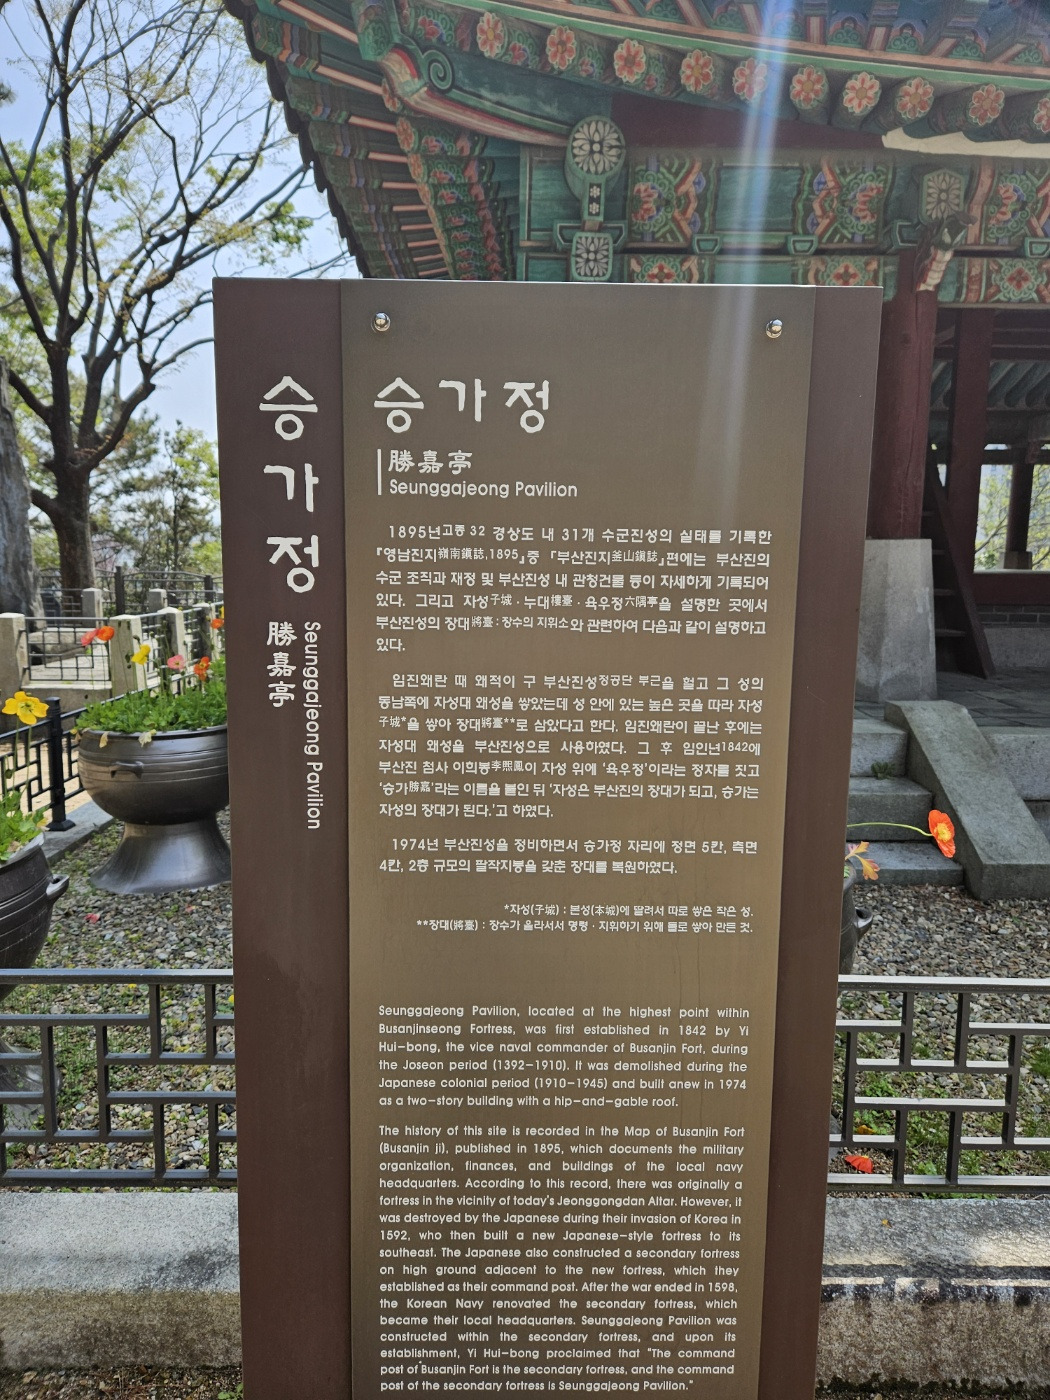 승가정
勝嘉亭
Seunggajeong Pavilion
승가정
勝嘉亭
Seunggajeong Pavilion
1895년고종 32 경상도 내 31개 수군진성의 실태를 기록한
『영남진지嶺南鎭誌,1895』중 「부산진지釜山鎭誌」편에는 부산진의
수군 조직과 재정 및 부산진성 내 관청건물 등이 자세하게 기록되어
있다. 그리고 자성子城·누대樓臺·육우정六隅亭을 설명한 곳에서
부산진성의 장대將臺:장수의 지휘소와 관련하여 다음과 같이 설명하고
있다.
임진왜란 때 왜적이 구 부산진성정공단 부근을 헐고 그 성의
동남쪽에 자성대 왜성을 쌓았는데 성 안에 있는 높은 곳을 따라 자성
子城*을 쌓아 장대將臺**로 삼았다고 한다. 임진왜란이 끝난 후에는
자성대 왜성을 부산진성으로 사용하였다. 그 후 임인년1842에
부산진 첨사 이희봉李熙鳳이 자성 위에 '육우정'이라는 정자를 짓고
'승가勝嘉'라는 이름을 붙인 뒤 '자성은 부산진의 장대가 되고, 승가는
자성의 장대가 된다.'고 하였다.
1974년 부산진성을 정비하면서 승가정 자리에 정면 5칸, 측면
4칸, 2층 규모의 팔작지붕을 갖춘 장대를 복원하였다.
*자성(子城) : 본성(本城)에 딸려서 따로 쌓은 작은 성.
**장대(將臺) : 장수가 올라서서 명령·지휘하기 위해 돌로 쌓아 만든 것.
Seunggajeong Pavilion, located at the highest point within
Busanjinseong Fortress, was first established in 1842 by Yi
Hui-bong, the vice naval commander of Busanjin Fort, during
the Joseon period (1392-1910). It was demolished during the
Japanese colonial period (1910-1945) and built anew in 1974
as a two-story building with a hip-and-gable roof.
The history of this site is recorded in the Map of Busanjin Fort
(Busanjin ji), published in 1895, which documents the military
organization, finances, and buildings of the local navy
headquarters. According to this record, there was originally a
fortress in the vicinity of today's Jeonggongdan Altar. However, it
was destroyed by the Japanese during their invasion of Korea in
1592, who then built a new Japanese-style fortress to its
southeast. The Japanese also constructed a secondary fortress
on high ground adjacent to the new fortress, which they
established as their command post. After the war ended in 1598,
the Korean Navy renovated the secondary fortress, which
became their local headquarters. Seunggajeong Pavilion was
constructed within the secondary fortress, and upon its
establishment, Yi Hui-bong proclaimed that "The command
post of Busanjin Fort is the secondary fortress, and the command
post of the secondary fortress is Seunggajeong Pavilion."